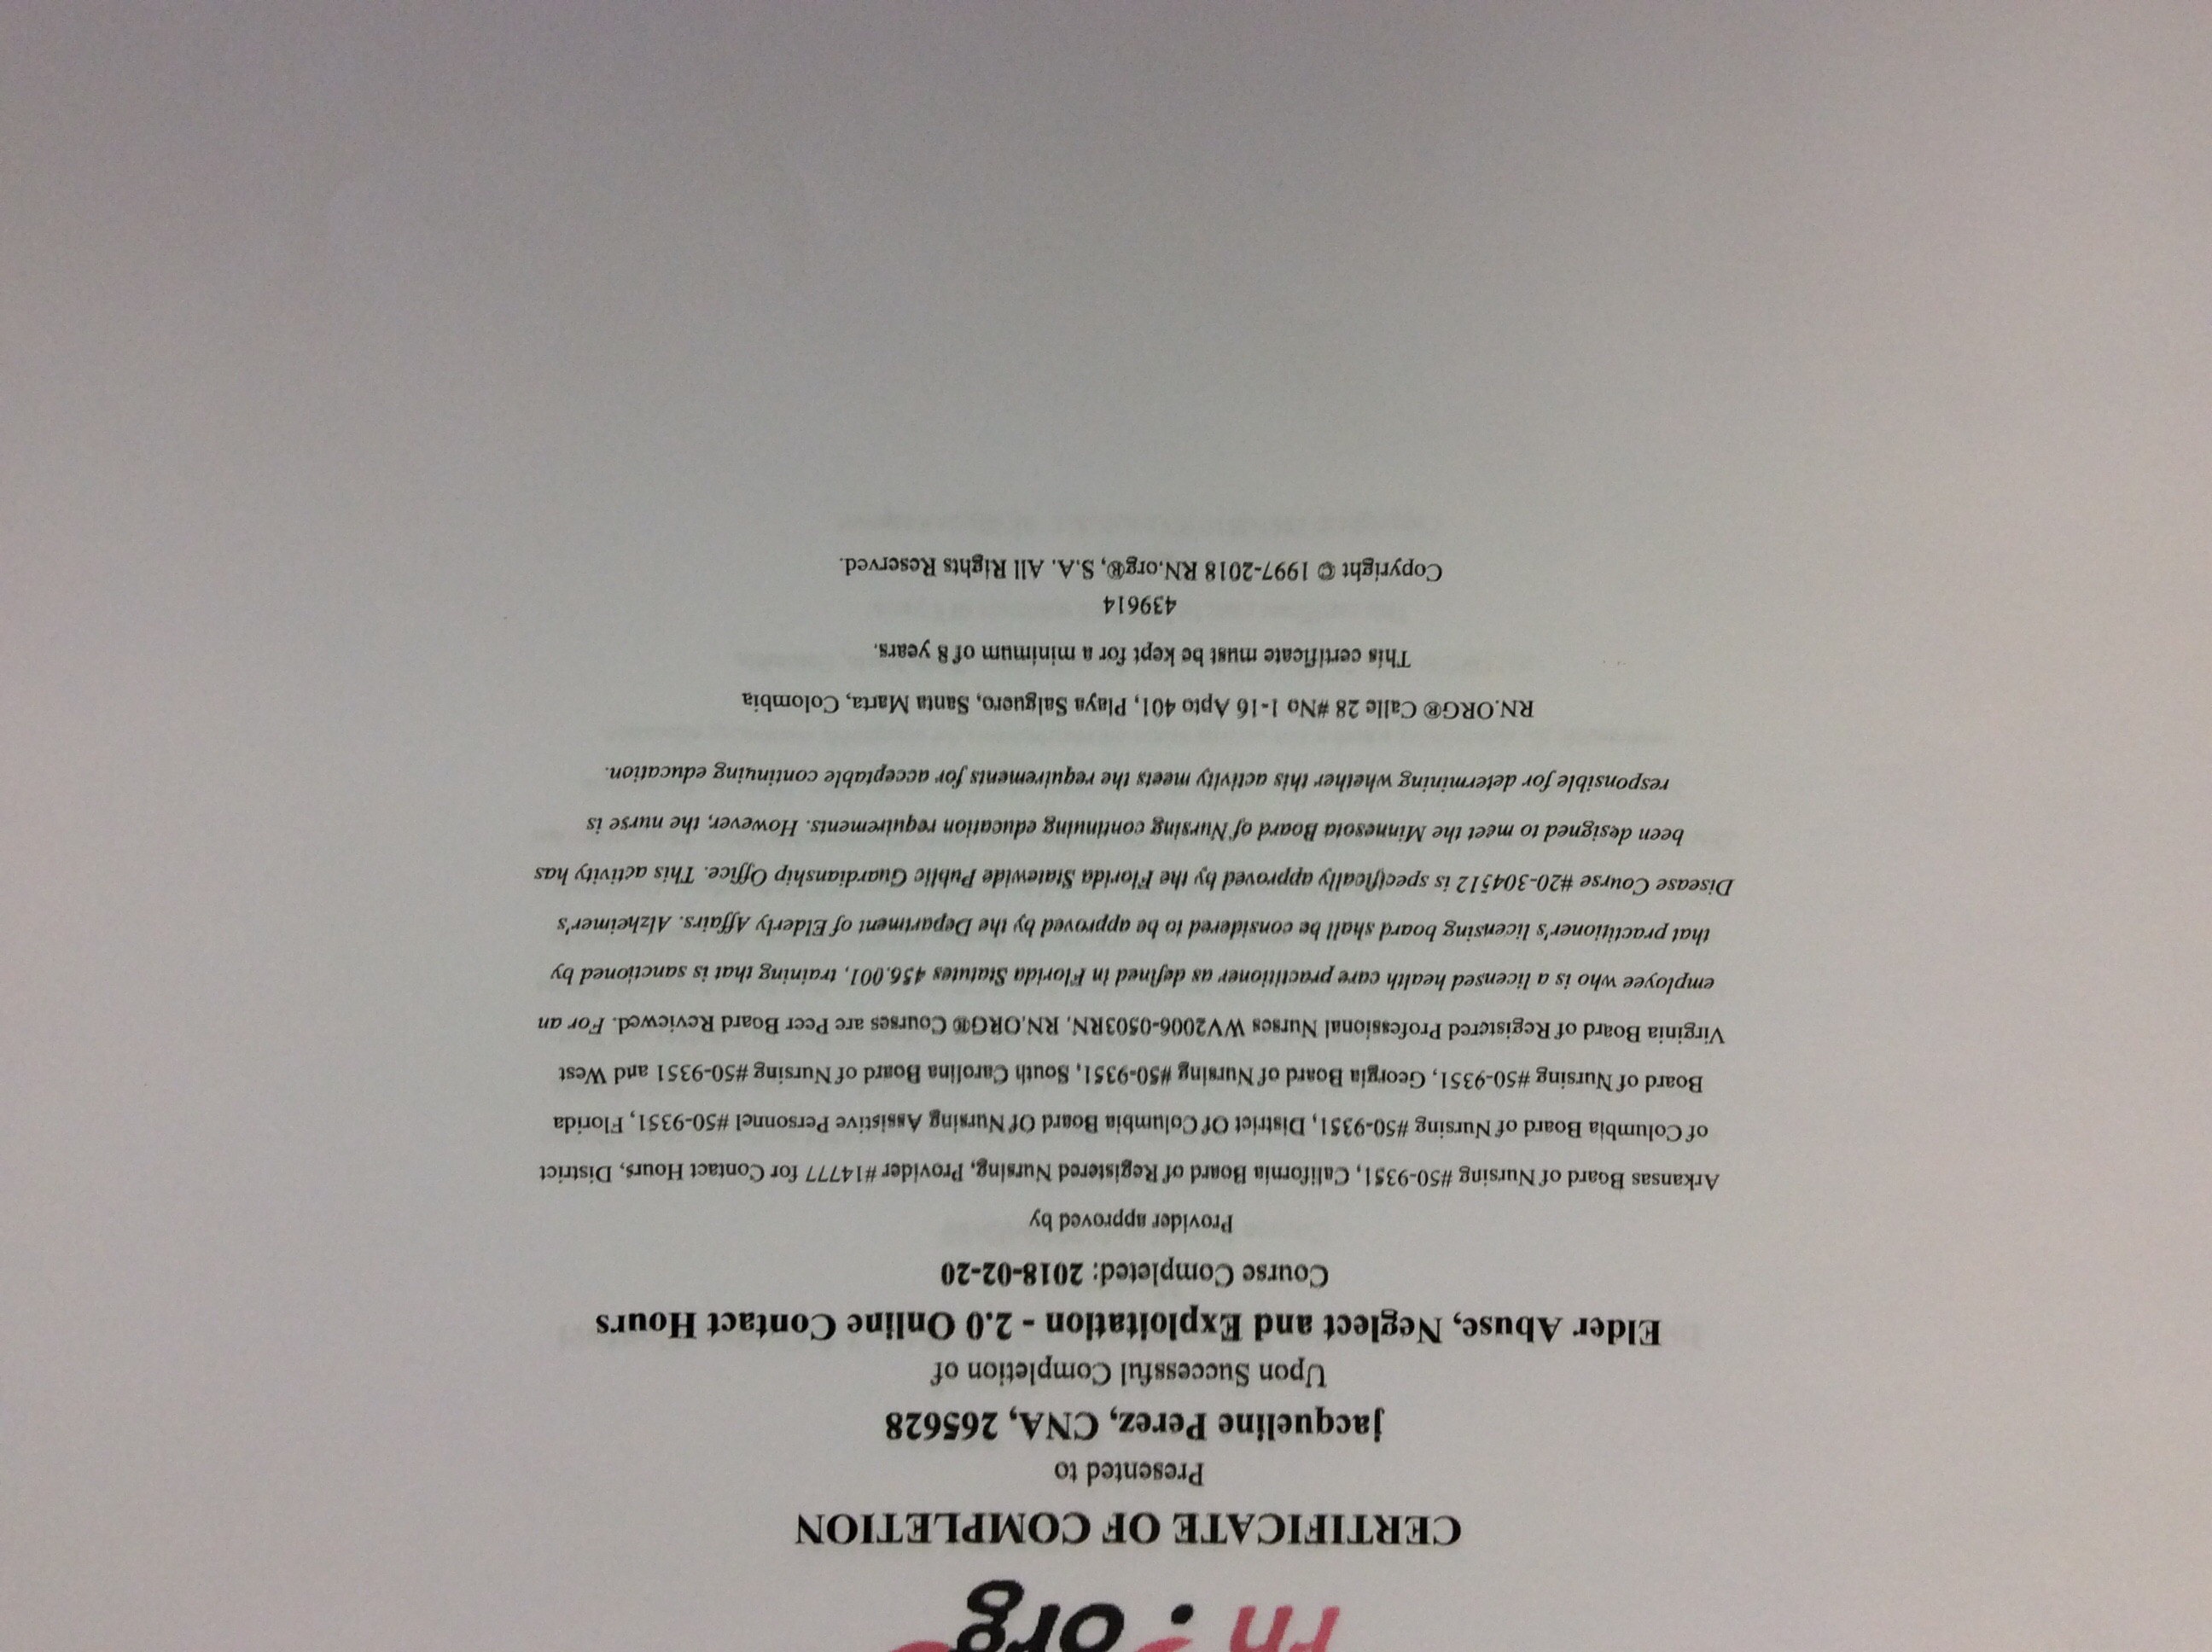 rn.org
CERTIFICATE OF COMPLETION
Presented to
jacqueline Perez, CNA, 265628
Upon Successful Completion of
Elder Abuse, Neglect and Exploitation - 2.0 Online Contact Hours
Course Completed: 2018-02-20
Provider approved by
Arkansas Board of Nursing #50-9351, California Board of Registered Nursing, Provider #14777 for Contact Hours, District
of Columbia Board of Nursing #50-9351, District Of Columbia Board Of Nursing Assistive Personnel #50-9351, Florida
Board of Nursing #50-9351, Georgia Board of Nursing #50-9351, South Carolina Board of Nursing #50-9351 and West
Virginia Board of Registered Professional Nurses WV2006-0503RN. RN.ORG® Courses are Peer Board Reviewed. For an
employee who is a licensed health care practitioner as defined in Florida Statutes 456.001, training that is sanctioned by
that practitioner's licensing board shall be considered to be approved by the Department of Elderly Affairs. Alzheimer's
Disease Course #20-304512 is specifically approved by the Florida Statewide Public Guardianship Office. This activity has
been designed to meet the Minnesota Board of Nursing continuing education requirements. However, the nurse is
responsible for determining whether this activity meets the requirements for acceptable continuing education.
RN.ORG® Calle 28 #No 1-16 Apto 401, Playa Salguero, Santa Marta, Colombia
This certificate must be kept for a minimum of 8 years.
439614
Copyright © 1997-2018 RN.org®, S.A. All Rights Reserved.